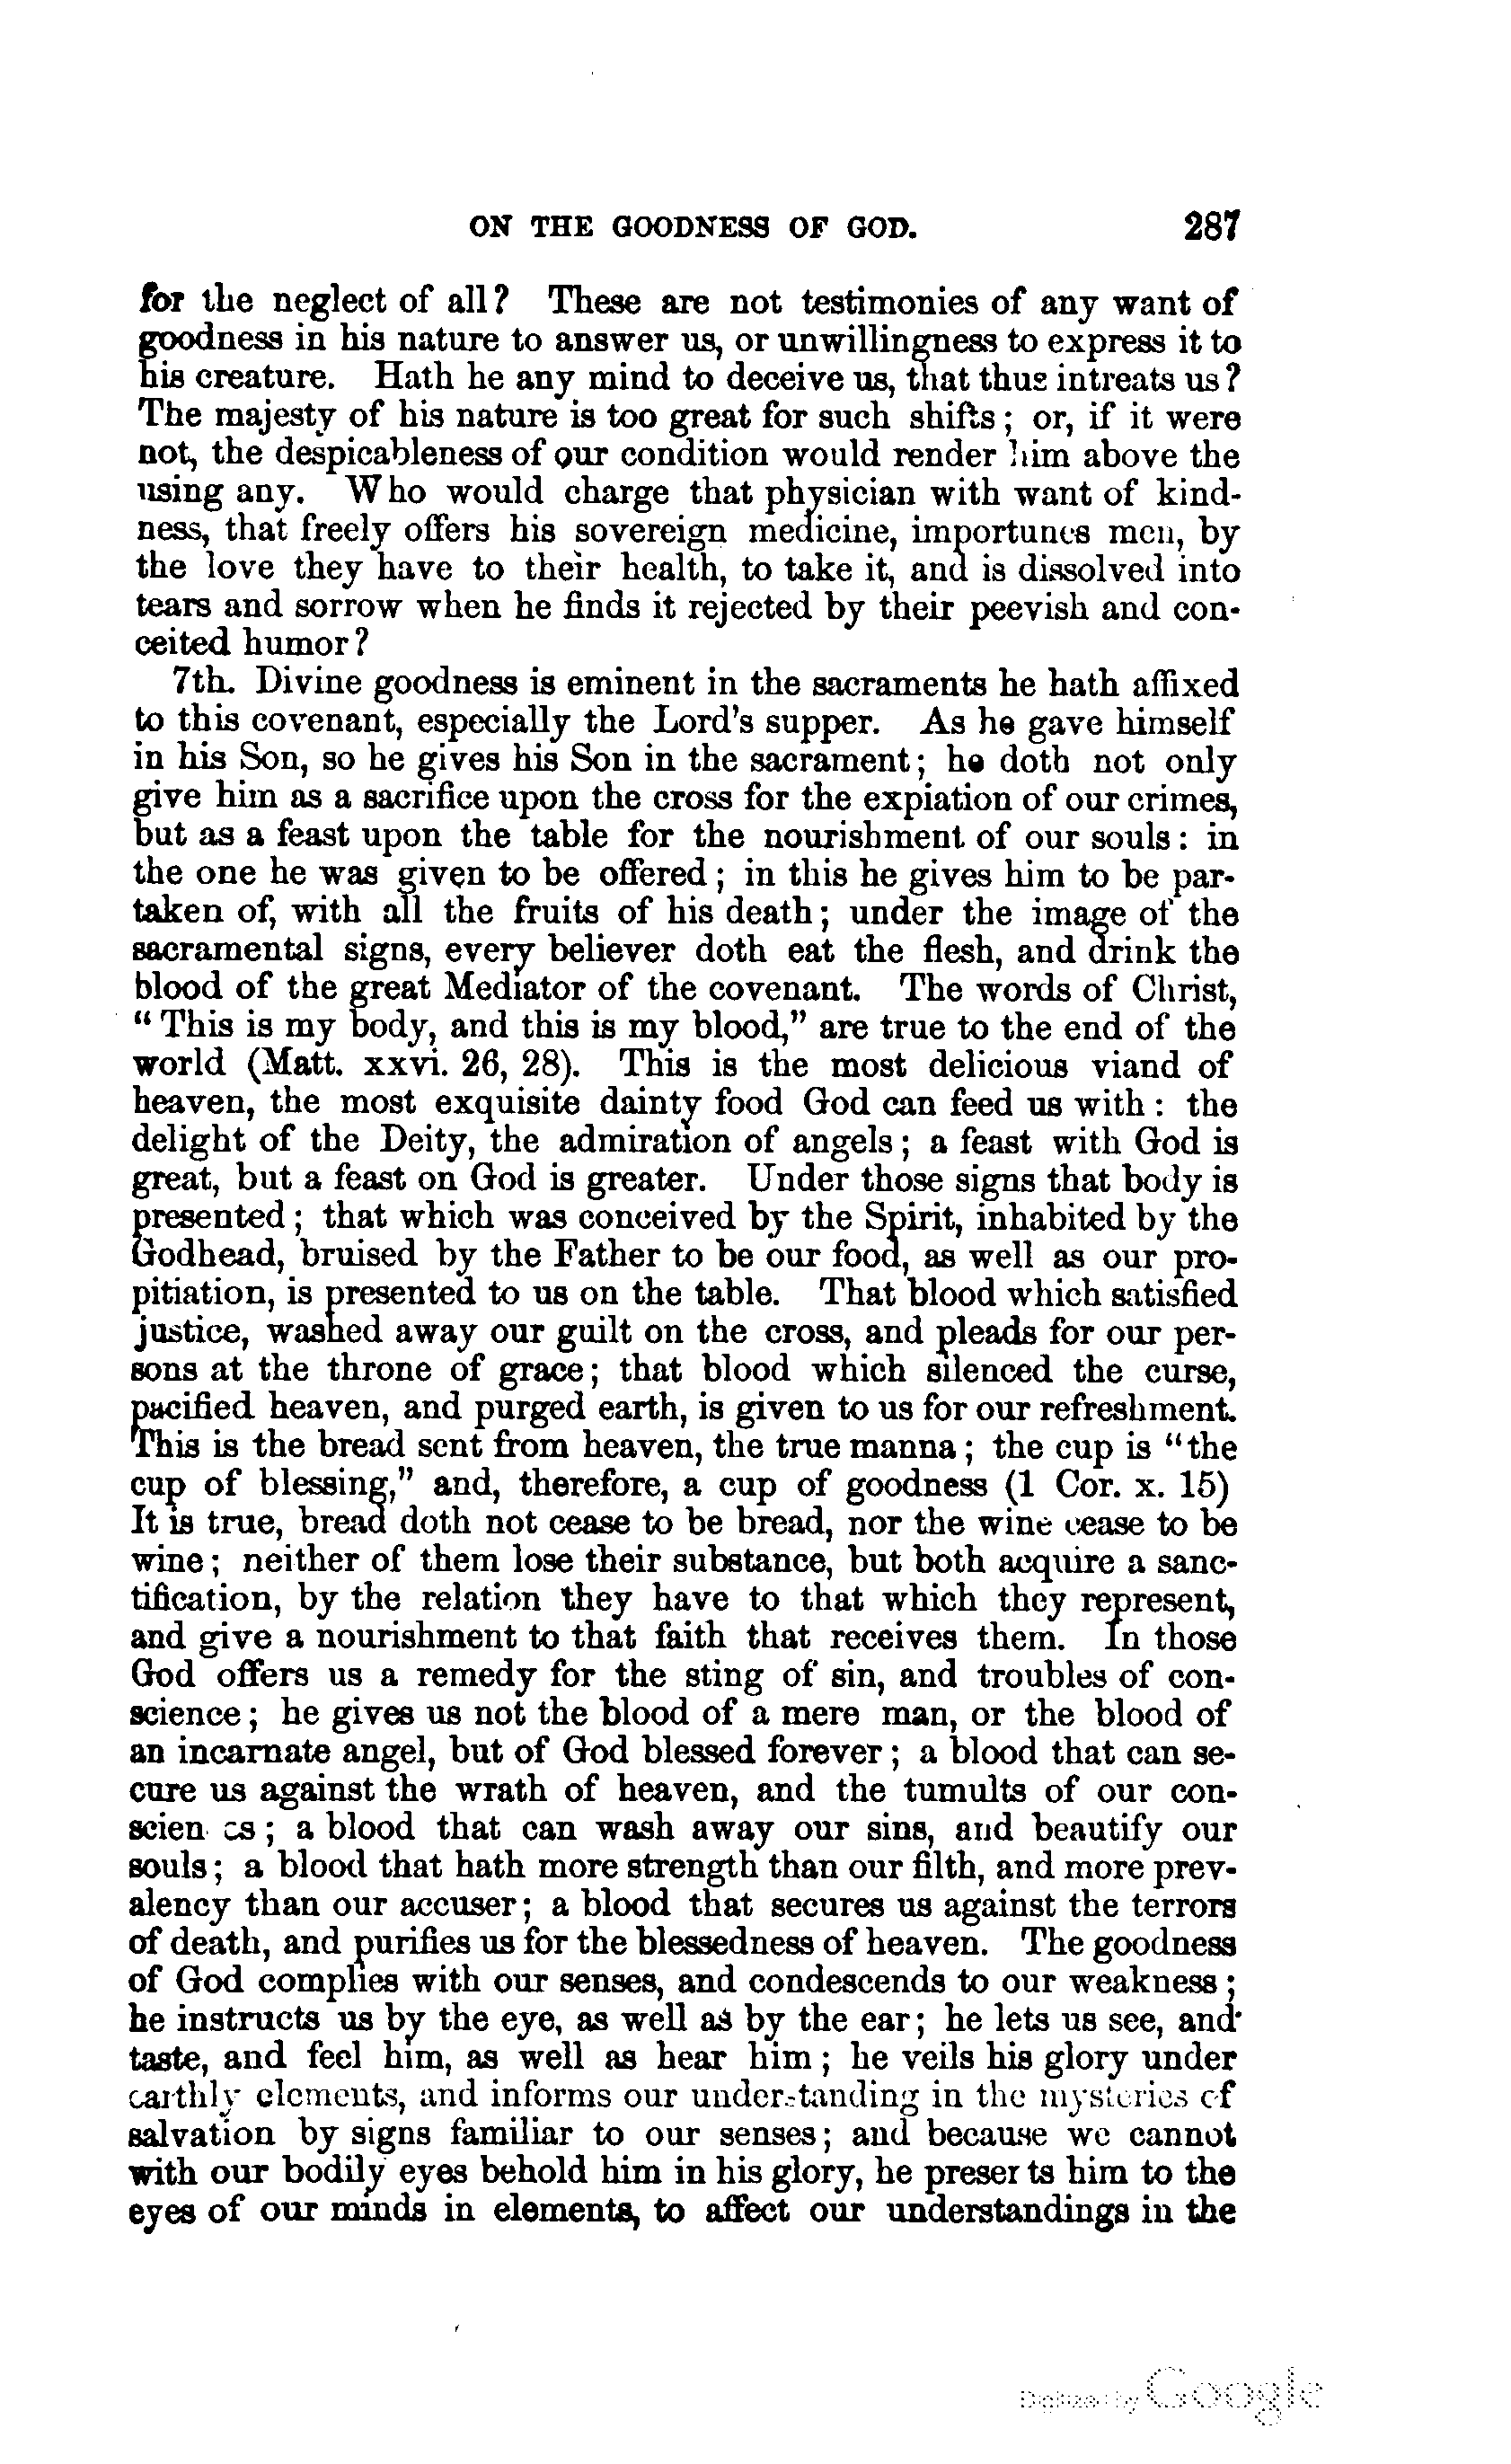 ON THE GOODNESS OF GOD. 287
for the neglect of all? These are not testimonies of any want of
goodness in his nature to answer us, or unwillingness to express it to
his creature. Hath he any mind to deceive us, that thus intreats us?
The majesty of his nature is too great for such shifts; or, if it were
not, the despicableness of our condition would render him above the
using any. Who would charge that physician with want of kind-
ness, that freely offers his sovereign medicine, importunes men, by
the love they have to their health, to take it, and is dissolved into
tears and sorrow when he finds it rejected by their peevish and con-
ceited humor?
7th. Divine goodness is eminent in the sacraments he hath affixed
to this covenant, especially the Lord's supper. As he gave himself
in his Son, so he gives his Son in the sacrament; he doth not only
give him as a sacrifice upon the cross for the expiation of our crimes,
but as a feast upon the table for the nourishment of our souls: in
the one he was given to be offered; in this he gives him to be par-
taken of, with all the fruits of his death; under the image of the
sacramental signs, every believer doth eat the flesh, and drink the
blood of the great Mediator of the covenant. The words of Christ,
"This is my body, and this is my blood," are true to the end of the
world (Matt. xxvi. 26, 28). This is the most delicious viand of
heaven, the most exquisite dainty food God can feed us with: the
delight of the Deity, the admiration of angels; a feast with God is
great, but a feast on God is greater. Under those signs that body is
presented; that which was conceived by the Spirit, inhabited by the
Godhead, bruised by the Father to be our food, as well as our pro-
pitiation, is presented to us on the table. That blood which satisfied
justice, washed away our guilt on the cross, and pleads for our per-
sons at the throne of grace; that blood which silenced the curse,
pacified heaven, and purged earth, is given to us for our refreshment.
This is the bread sent from heaven, the true manna; the cup is "the
cup of blessing," and, therefore, a cup of goodness (1 Cor. x. 15)
It is true, bread doth not cease to be bread, nor the wine cease to be
wine; neither of them lose their substance, but both acquire a sanc-
tification, by the relation they have to that which they represent,
and give a nourishment to that faith that receives them. In those
God offers us a remedy for the sting of sin, and troubles of con-
science; he gives us not the blood of a mere man, or the blood of
an incarnate angel, but of God blessed forever; a blood that can se-
cure us against the wrath of heaven, and the tumults of our con-
scien cs; a blood that can wash away our sins, and beautify our
souls; a blood that hath more strength than our filth, and more prev-
alency than our accuser; a blood that secures us against the terrors
of death, and purifies us for the blessedness of heaven. The goodness
of God complies with our senses, and condescends to our weakness;
he instructs us by the eye, as well as by the ear; he lets us see, and
taste, and feel him, as well as hear him; he veils his glory under
earthly elements, and informs our understanding in the mysteries of
salvation by signs familiar to our senses; and because we cannot
with our bodily eyes behold him in his glory, he presents him to the
eyes of our minds in elements, to affect our understandings in the
Digitized by Google